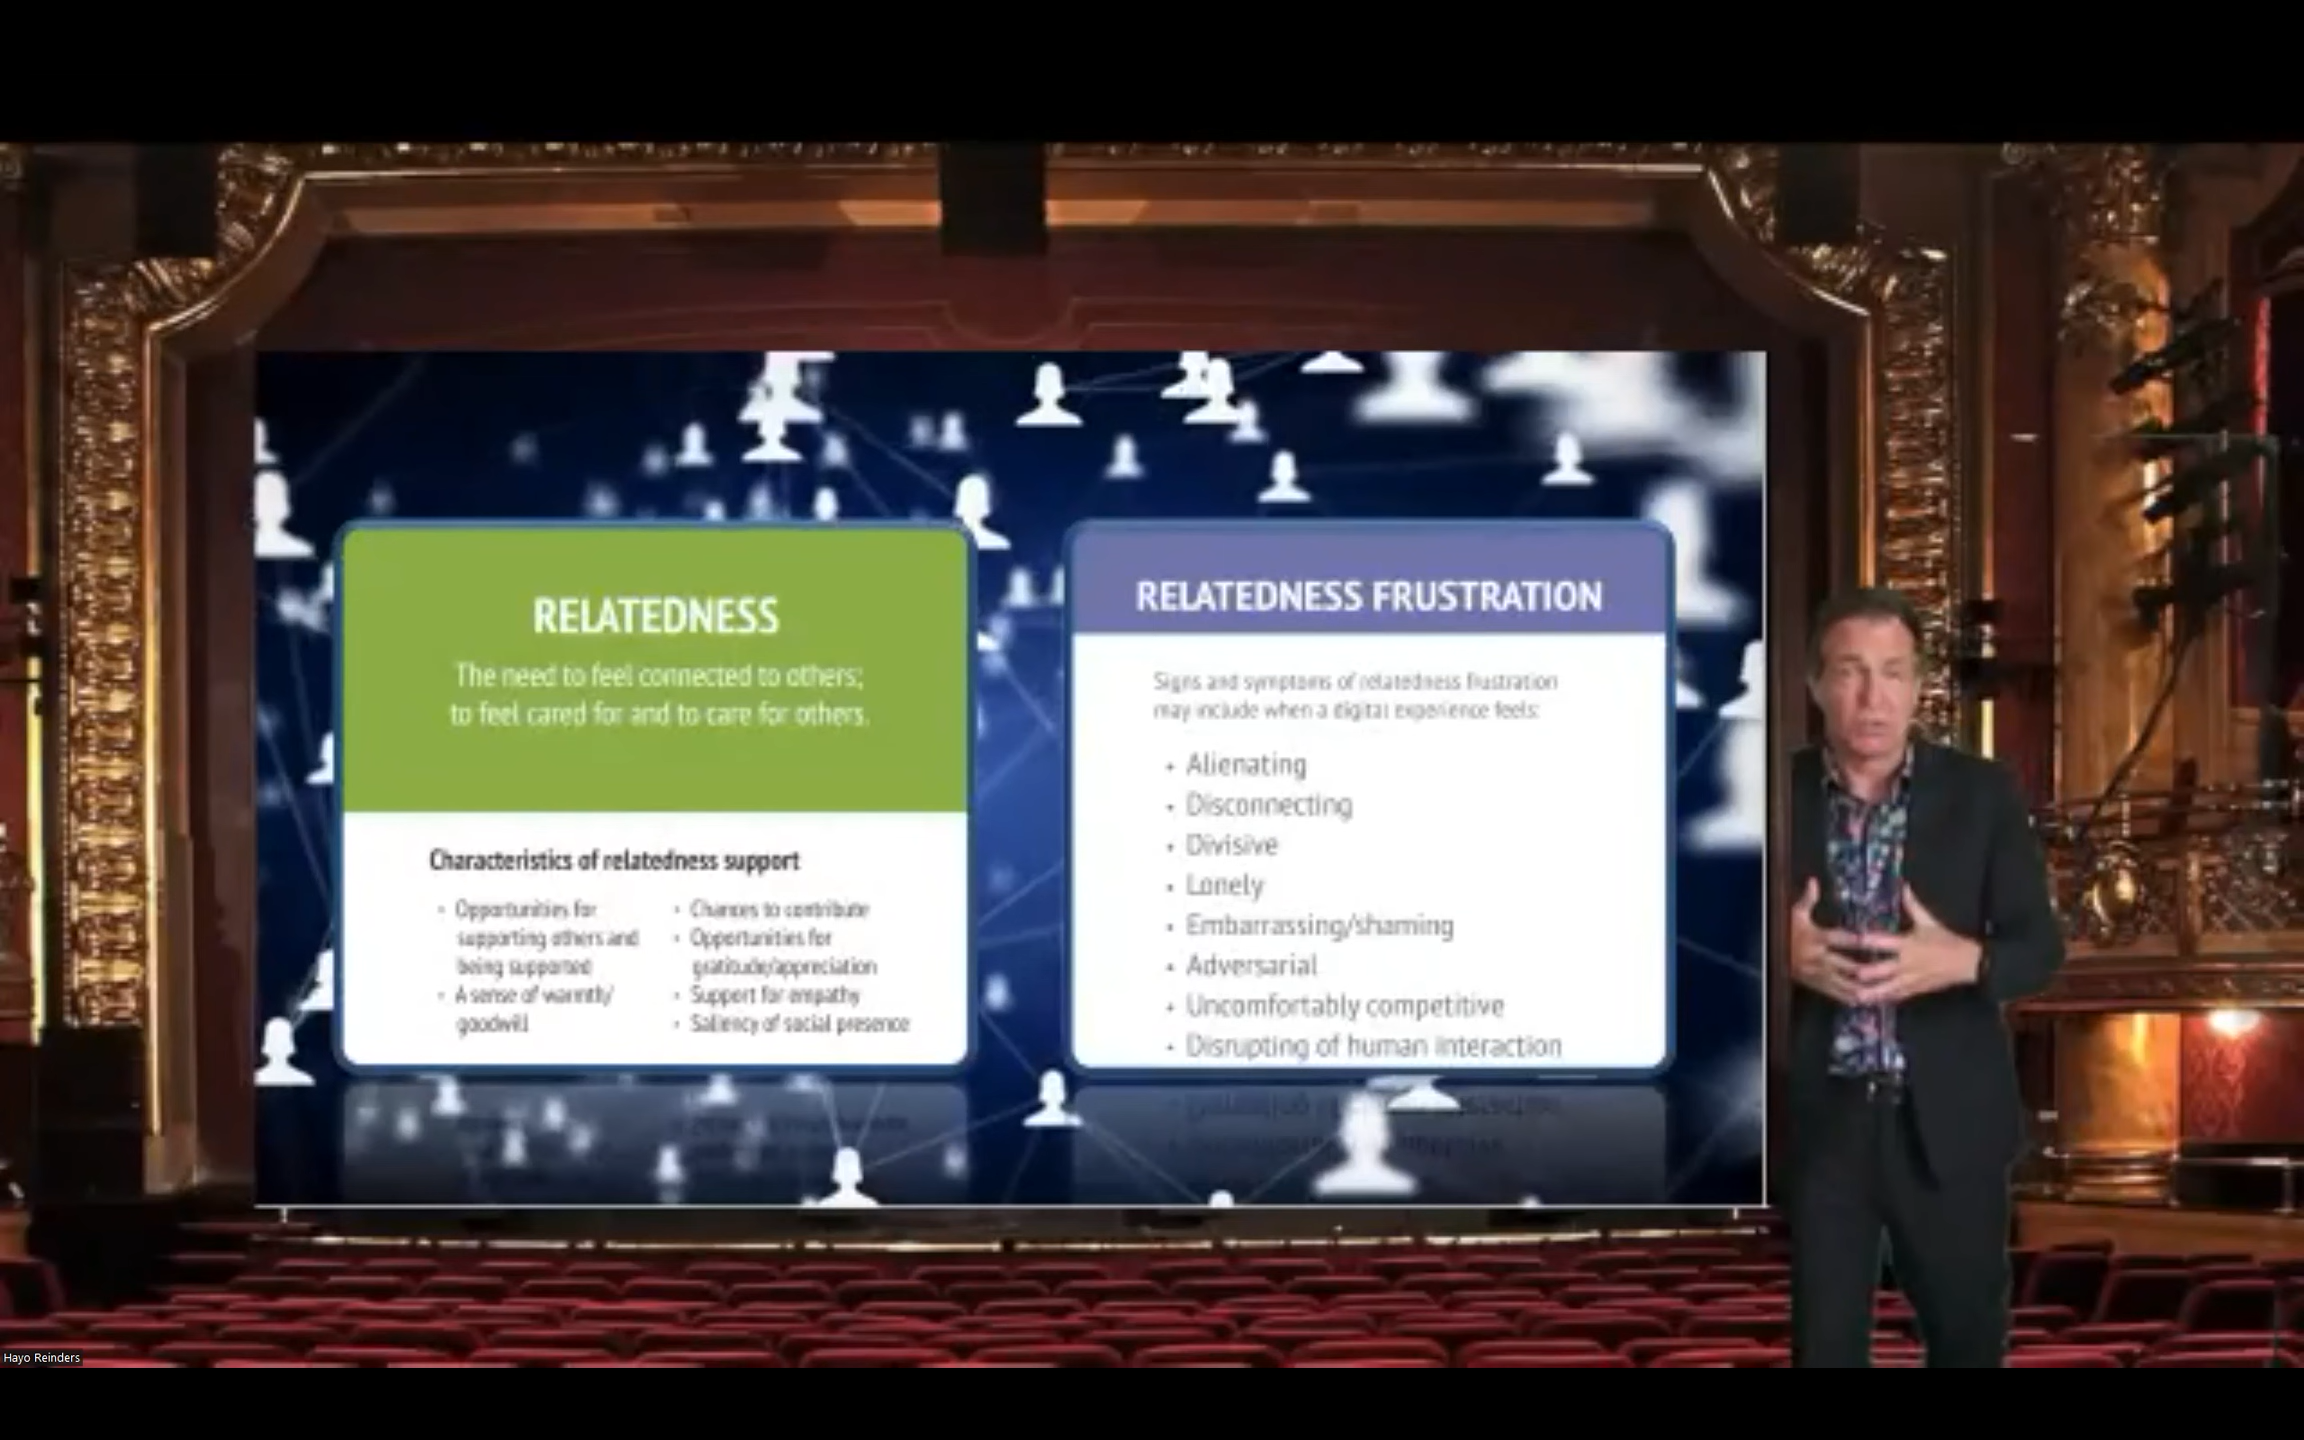 RELATEDNESS
The need to feel connected to others;
to feel cared for and to care for others.
Characteristics of relatedness support
• Opportunities for
supporting others and
being supported
• A sense of warmth/
goodwill
• Chances to contribute
• Opportunities for
gratitude/appreciation
• Support for empathy
• Saliency of social presence
RELATEDNESS FRUSTRATION
Signs and symptoms of relatedness frustration
may include when a digital experience feels:
• Alienating
• Disconnecting
• Divisive
• Lonely
• Embarrassing/shaming
• Adversarial
• Uncomfortably competitive
• Disrupting of human interaction
Hayo Reinders